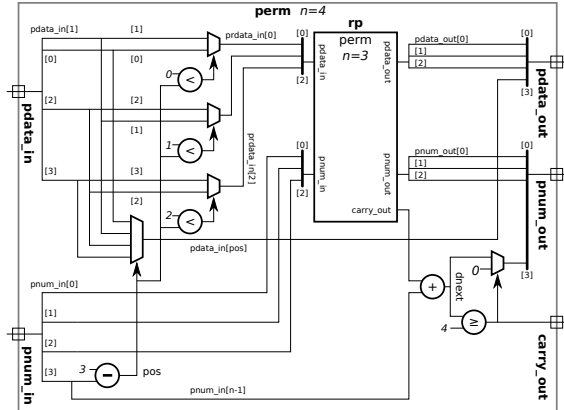 perm n=4
rp
pdata_in[1]
[1]
prdata_in[0]
[0]
perm
n=3
pdata_in
pdata_out
pdata_out[0]
[0]
[0]
[0]
[1]
[2]
[2]
0
<
[3]
pdata_in
pdata_out
[2]
[2]
[1]
1
<
prdata_in[2]
[0]
pnum_in
pnum_out
pnum_out[0]
[0]
[1]
[2]
[2]
[3]
[3]
[2]
2
<
carry_out
pnum_out
pdata_in[pos]
0
[3]
pnum_in[0]
+
dnext
[1]
4
≥
[2]
carry_out
pnum_in
[3]
3
−
pos
pnum_in[n-1]